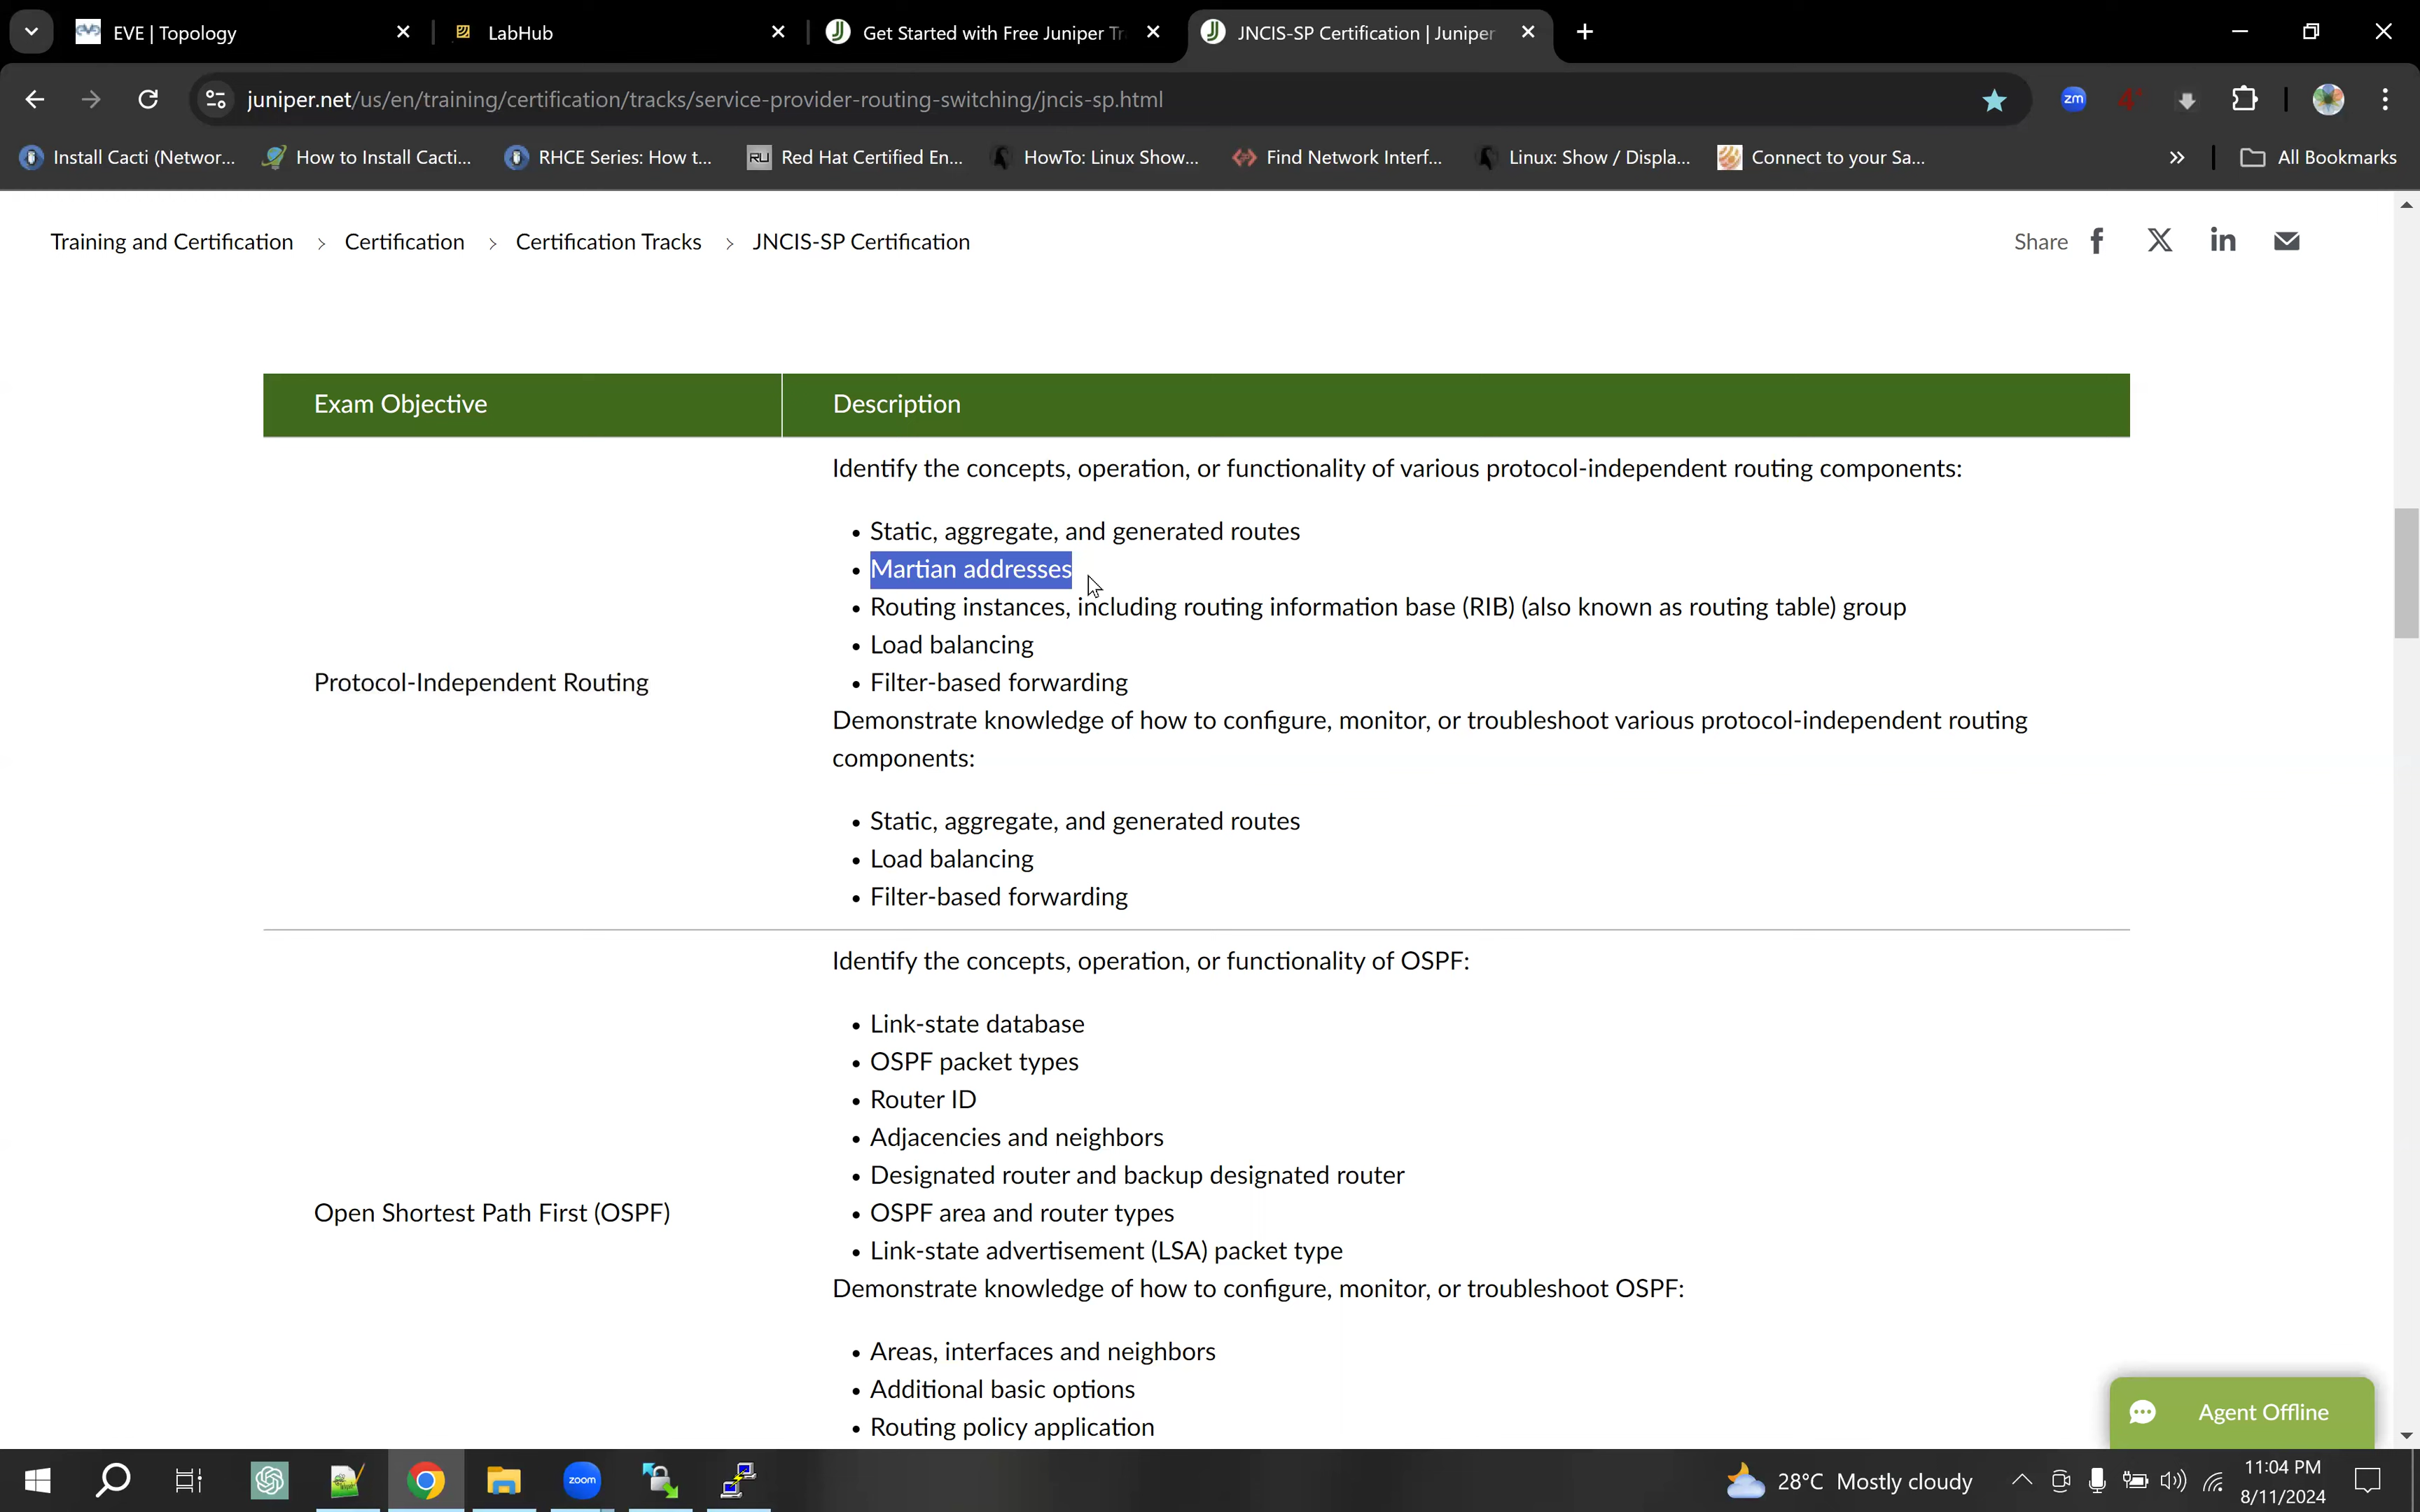 EVE | Topology
LabHub
Get Started with Free Juniper Tr
JNCIS-SP Certification | Juniper
juniper.net/us/en/training/certification/tracks/service-provider-routing-switching/jncis-sp.html
zm
4+
Install Cacti (Networ...
How to Install Cacti...
RHCE Series: How t...
RU
Red Hat Certified En...
HowTo: Linux Show...
Find Network Interf...
Linux: Show / Displa...
Connect to your Sa...
»
All Bookmarks
Training and Certification > Certification > Certification Tracks > JNCIS-SP Certification
Share
Exam Objective
Description
Protocol-Independent Routing
Identify the concepts, operation, or functionality of various protocol-independent routing components:
• Static, aggregate, and generated routes
• Martian addresses
• Routing instances, including routing information base (RIB) (also known as routing table) group
• Load balancing
• Filter-based forwarding
Demonstrate knowledge of how to configure, monitor, or troubleshoot various protocol-independent routing
components:
• Static, aggregate, and generated routes
• Load balancing
• Filter-based forwarding
Open Shortest Path First (OSPF)
Identify the concepts, operation, or functionality of OSPF:
• Link-state database
• OSPF packet types
• Router ID
• Adjacencies and neighbors
• Designated router and backup designated router
• OSPF area and router types
• Link-state advertisement (LSA) packet type
Demonstrate knowledge of how to configure, monitor, or troubleshoot OSPF:
• Areas, interfaces and neighbors
• Additional basic options
• Routing policy application
Agent Offline
zoom
28°C Mostly cloudy
11:04 PM
8/11/2024